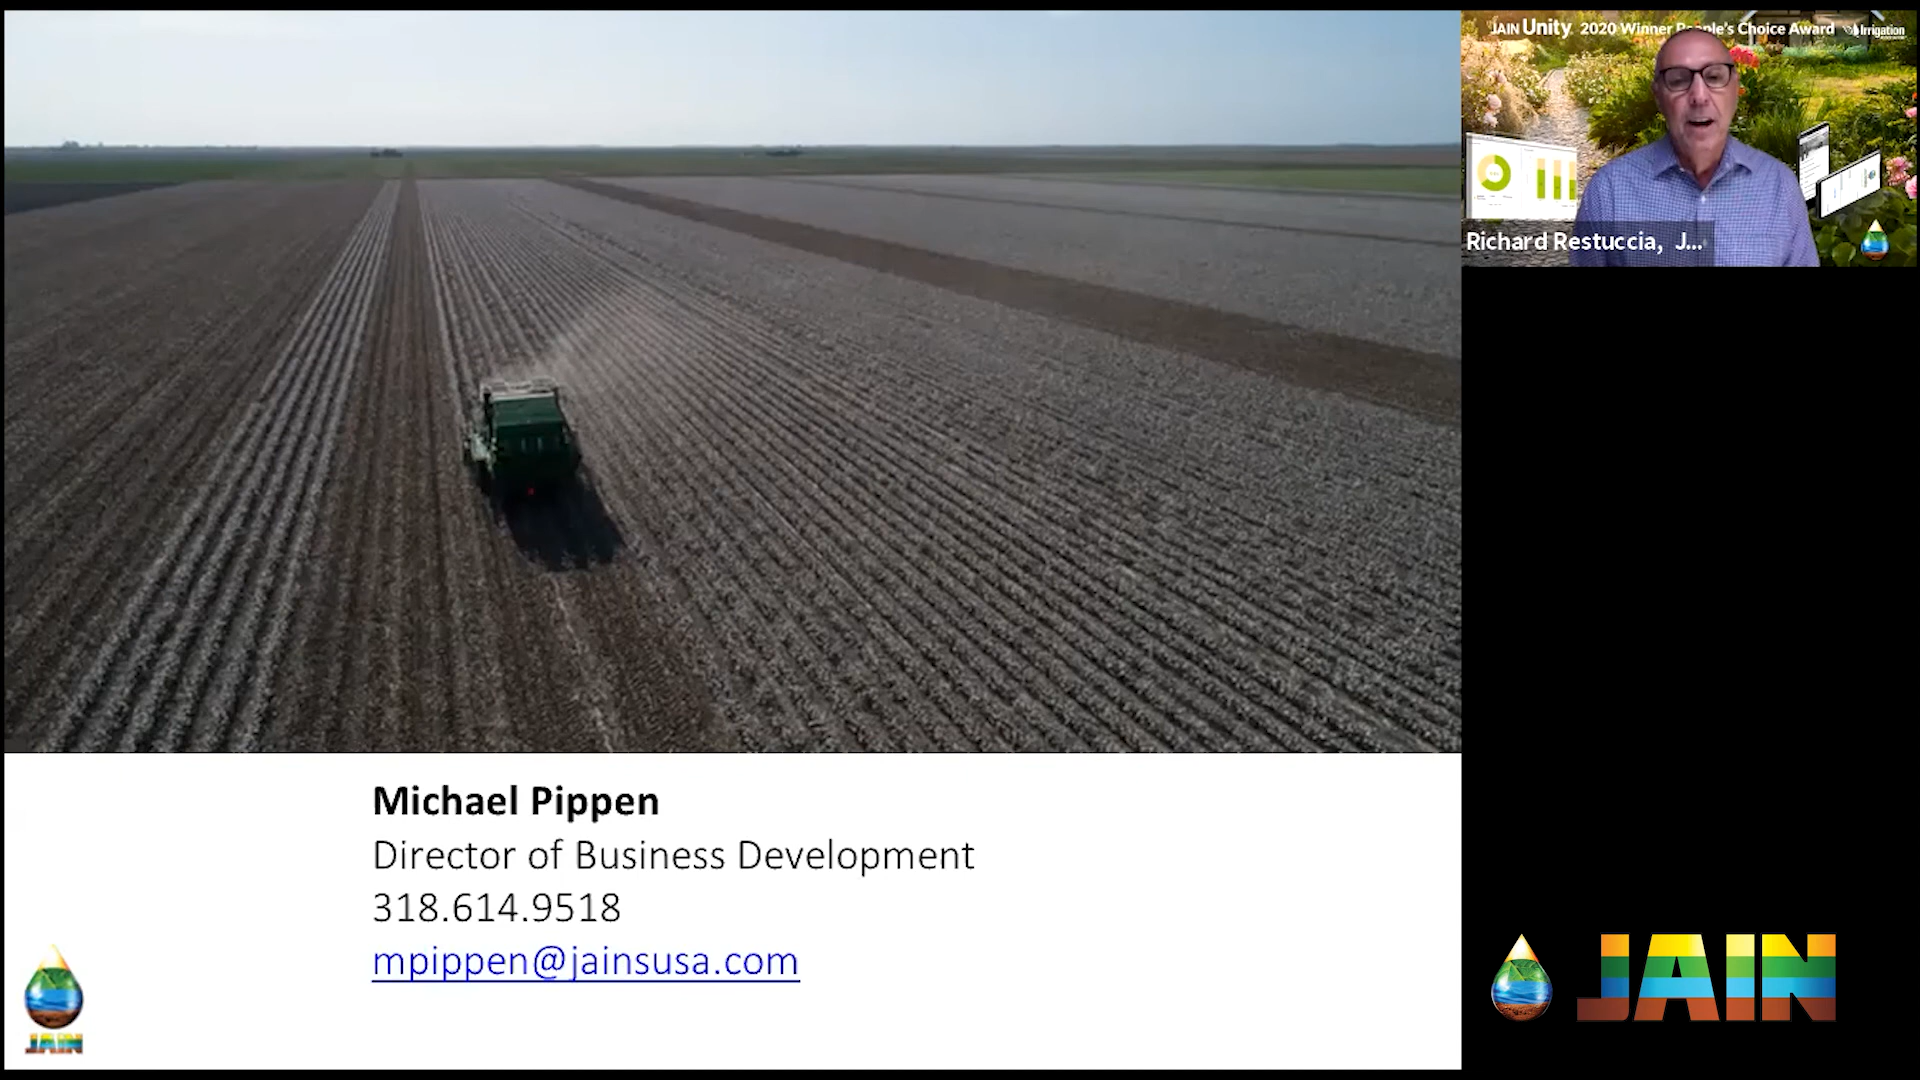 JAIN Unity 2020 Winner People's Choice Award Irrigation
Richard Restuccia, J...
Michael Pippen
Director of Business Development
318.614.9518
mpippen@jainsusa.com
JAIN
JAIN